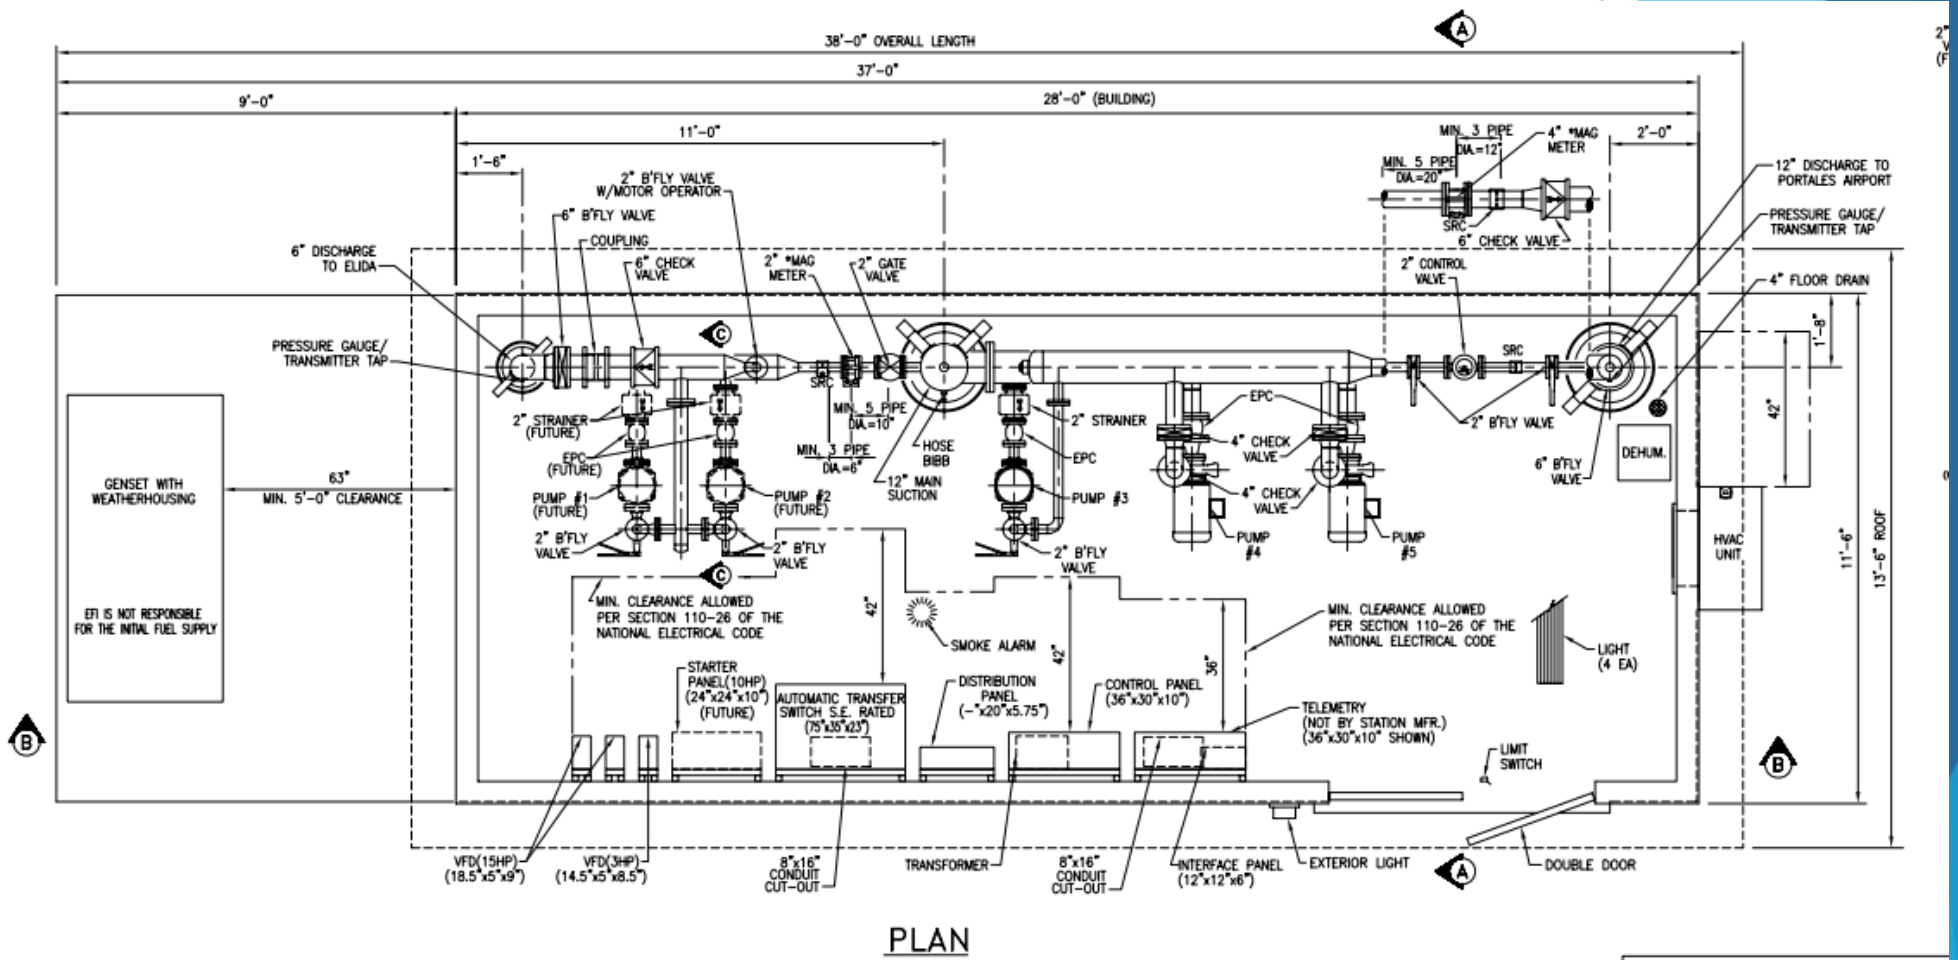 A
2"
38'-0" OVERALL LENGTH
37'-0"
9'-0"
28'-0" (BUILDING)
11'-0"
1'-6"
2'-0"
MIN. 3 PIPE
DIA.=12"
4" *MAG
METER
MIN. 5 PIPE
DIA.=20"
SRC
6" CHECK VALVE
12" DISCHARGE TO
PORTALES AIRPORT
PRESSURE GAUGE/
TRANSMITTER TAP
4" FLOOR DRAIN
2" B'FLY VALVE
W/MOTOR OPERATOR
6" B'FLY VALVE
COUPLING
6" DISCHARGE
TO ELIDA
6" CHECK
VALVE
2" *MAG
METER
2" GATE
VALVE
2" CONTROL
VALVE
PRESSURE GAUGE/
TRANSMITTER TAP
C
SRC
SRC
1'-8"
42"
2" STRAINER
(FUTURE)
EPC
(FUTURE)
MIN. 5 PIPE
DIA.=10"
MIN. 3 PIPE
DIA.=6"
HOSE
BIBB
12" MAIN
SUCTION
2" STRAINER
EPC
EPC
4" CHECK
VALVE
4" CHECK
VALVE
2" B'FLY VALVE
6" B'FLY
VALVE
DEHUM.
GENSET WITH
WEATHERHOUSING
63"
MIN. 5'-0" CLEARANCE
PUMP #1
(FUTURE)
PUMP #2
(FUTURE)
PUMP #3
PUMP
#4
PUMP
#5
2" B'FLY
VALVE
2" B'FLY
VALVE
2" B'FLY
VALVE
HVAC
UNIT
11'-6"
13'-6" ROOF
C
EFI IS NOT RESPONSIBLE
FOR THE INITIAL FUEL SUPPLY
MIN. CLEARANCE ALLOWED
PER SECTION 110-26 OF THE
NATIONAL ELECTRICAL CODE
42"
SMOKE ALARM
42"
36"
MIN. CLEARANCE ALLOWED
PER SECTION 110-26 OF THE
NATIONAL ELECTRICAL CODE
LIGHT
(4 EA)
STARTER
PANEL(10HP)
(24"x24"x10")
(FUTURE)
AUTOMATIC TRANSFER
SWITCH S.E. RATED
(75"x35"x23")
DISTRIBUTION
PANEL
(-"x20"x5.75")
CONTROL PANEL
(36"x30"x10")
TELEMETRY
(NOT BY STATION MFR.)
(36"x30"x10" SHOWN)
LIMIT
SWITCH
B
B
VFD(15HP)
(18.5"x5"x9")
VFD(3HP)
(14.5"x5"x8.5")
8"x16"
CONDUIT
CUT-OUT
TRANSFORMER
8"x16"
CONDUIT
CUT-OUT
INTERFACE PANEL
(12"x12"x6")
EXTERIOR LIGHT
A
DOUBLE DOOR
PLAN